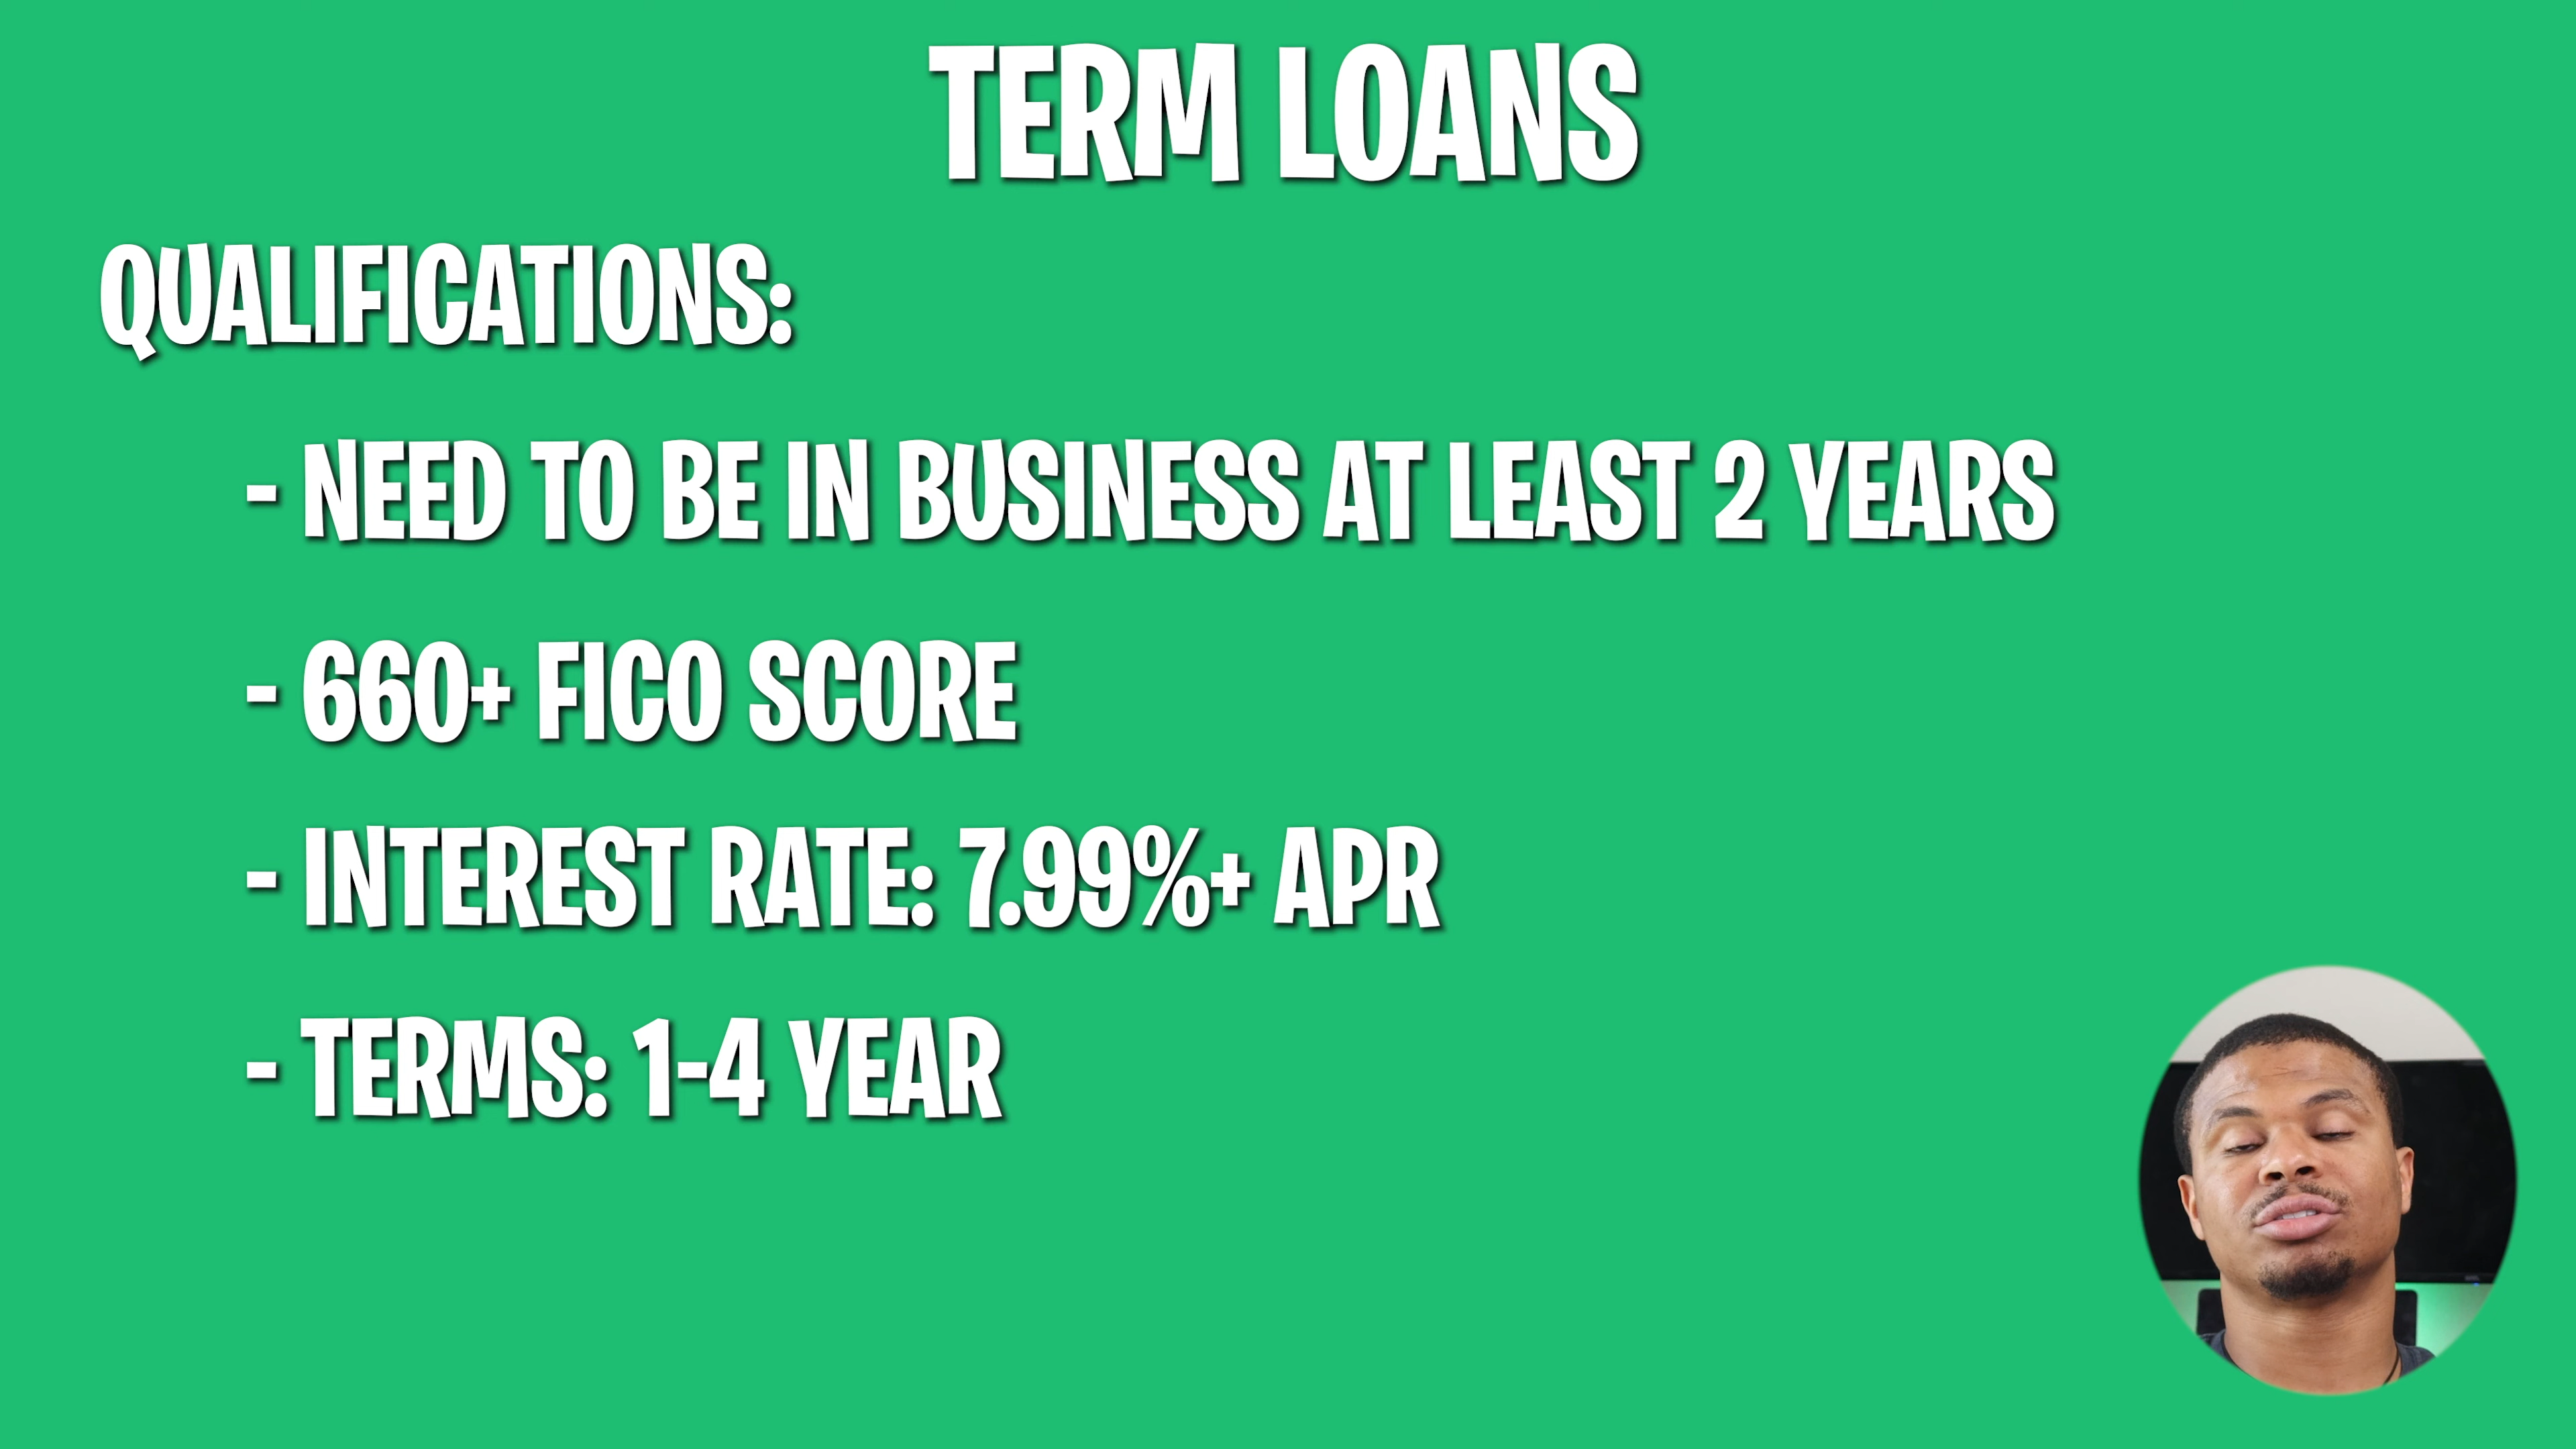 TERM LOANS
QUALIFICATIONS:
- NEED TO BE IN BUSINESS AT LEAST 2 YEARS
- 660+ FICO SCORE
- INTEREST RATE: 7.99%+ APR
- TERMS: 1-4 YEAR